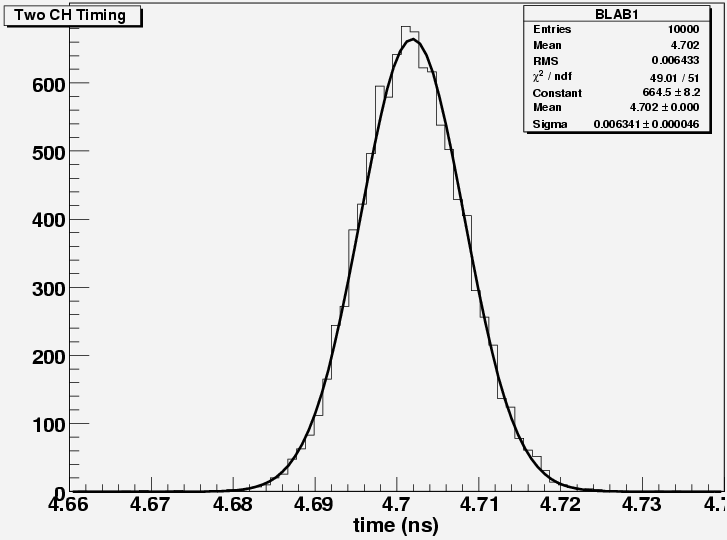 Two CH Timing
BLAB1
Entries 10000
Mean 4.702
RMS 0.006433
χ² / ndf 49.01 / 51
Constant 664.5 ± 8.2
Mean 4.702 ± 0.000
Sigma 0.006341 ± 0.000046
600
500
400
300
200
100
0
4.66 4.67 4.68 4.69 4.7 4.71 4.72 4.73 4.7
time (ns)